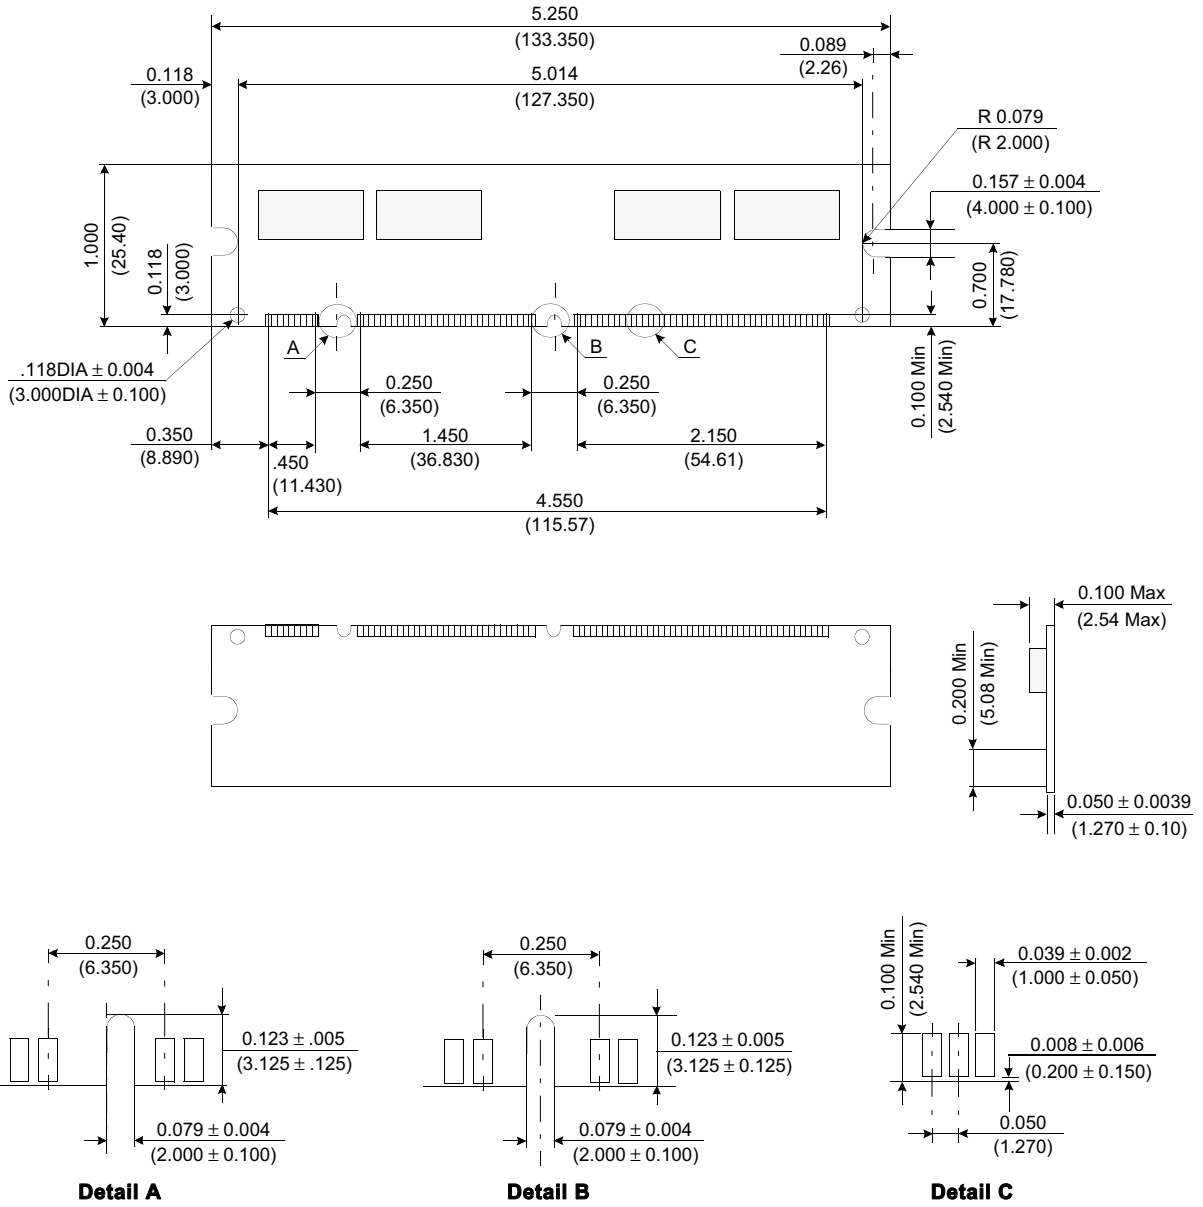 5.250
(133.350)
0.089
(2.26)
0.118
(3.000)
5.014
(127.350)
R 0.079
(R 2.000)
0.157 ± 0.004
(4.000 ± 0.100)
1.000
(25.40)
0.118
(3.000)
0.700
(17.780)
A
B
C
.118DIA ± 0.004
(3.000DIA ± 0.100)
0.250
(6.350)
0.250
(6.350)
0.100 Min
(2.540 Min)
0.350
(8.890)
.450
(11.430)
1.450
(36.830)
2.150
(54.61)
4.550
(115.57)
0.100 Max
(2.54 Max)
0.200 Min
(5.08 Min)
0.050 ± 0.0039
(1.270 ± 0.10)
0.250
(6.350)
0.123 ± .005
(3.125 ± .125)
0.079 ± 0.004
(2.000 ± 0.100)
Detail A
0.250
(6.350)
0.123 ± 0.005
(3.125 ± 0.125)
0.079 ± 0.004
(2.000 ± 0.100)
Detail B
0.100 Min
(2.540 Min)
0.039 ± 0.002
(1.000 ± 0.050)
0.008 ± 0.006
(0.200 ± 0.150)
0.050
(1.270)
Detail C